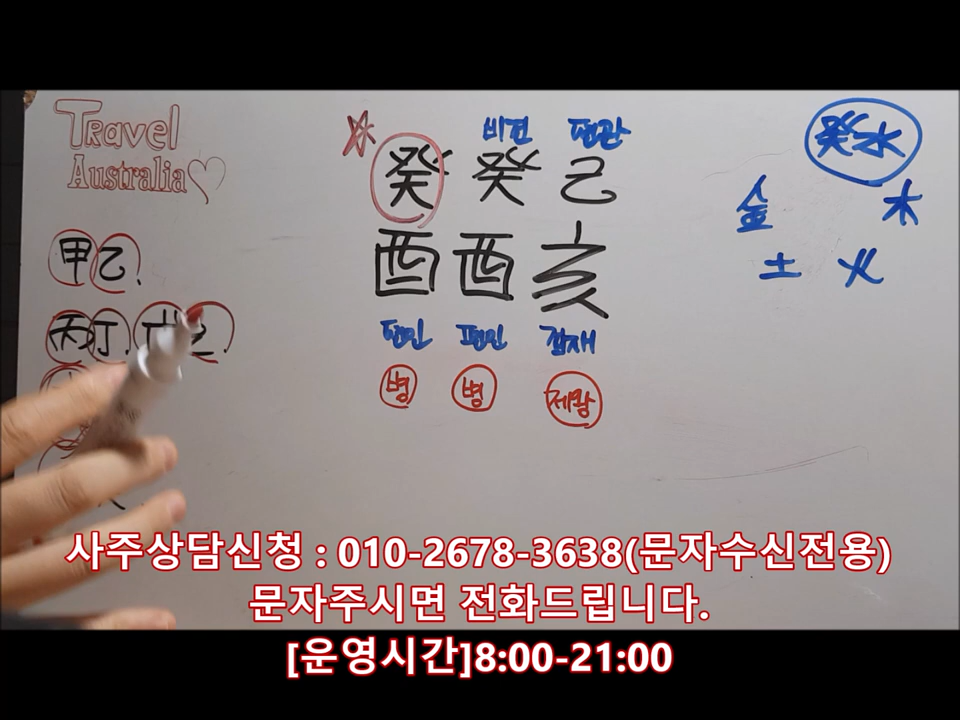 Travel
Australia
水
비견 편관
癸 癸 己
酉 酉 亥
편인 편인 겁재
병 병 제왕
癸水
金 木
土 火
甲乙
丙丁
사주상담신청 : 010-2678-3638(문자수신전용)
문자주시면 전화드립니다.
[운영시간]8:00-21:00